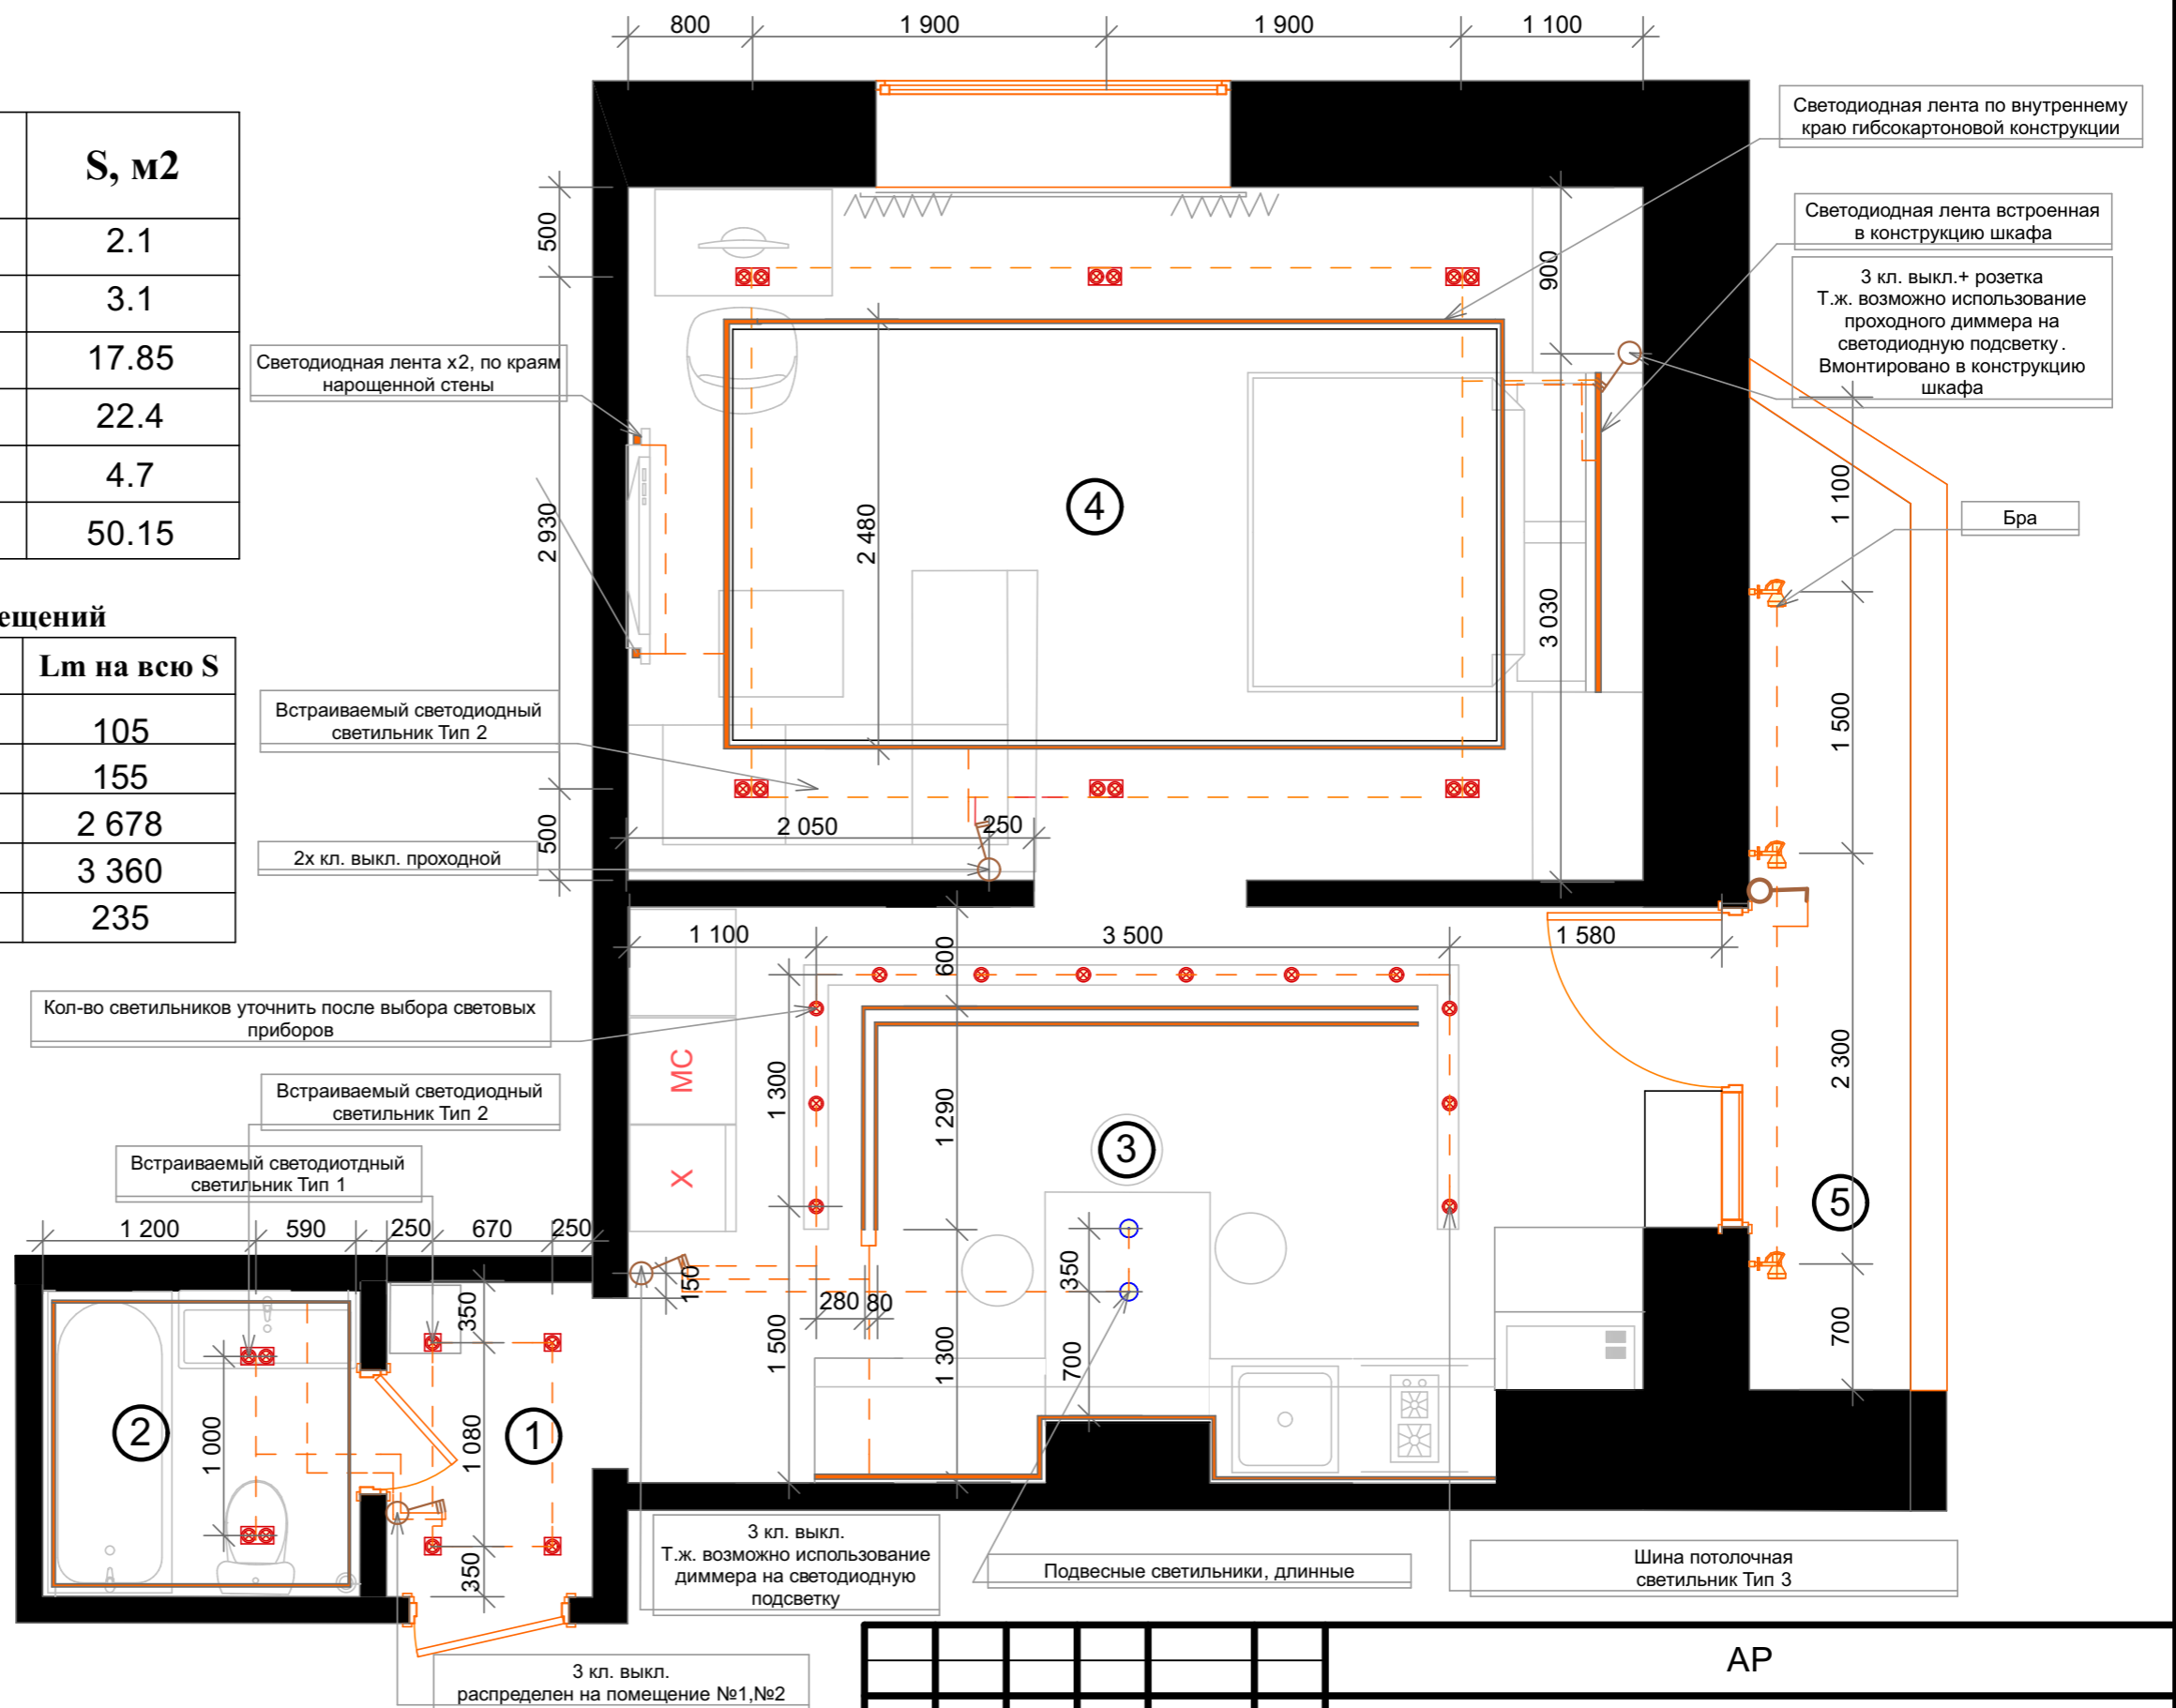 800
1 900
1 900
1 100
S, м2
2.1
3.1
17.85
22.4
4.7
50.15
ещений
Lm на всю S
105
155
2 678
3 360
235
Светодиодная лента по внутреннему
краю гибсокартоновой конструкции
Светодиодная лента встроенная
в конструкцию шкафа
3 кл. выкл.+ розетка
Т.ж. возможно использование
проходного диммера на
светодиодную подсветку.
Вмонтировано в конструкцию
шкафа
Бра
Светодиодная лента х2, по краям
нарощенной стены
Встраиваемый светодиодный
светильник Тип 2
2х кл. выкл. проходной
500
2 930
500
2 480
900
3 030
4
2 050
250
1 100
1 500
2 300
700
1 100
3 500
1 580
600
1 290
1 300
1 300
1 500
МС
Х
3
5
150
280
80
350
700
Кол-во светильников уточнить после выбора световых
приборов
Встраиваемый светодиодный
светильник Тип 2
Встраиваемый светодиотдный
светильник Тип 1
1 200
590
250
670
250
350
1 080
350
1 000
2
1
3 кл. выкл.
Т.ж. возможно использование
диммера на светодиодную
подсветку
Подвесные светильники, длинные
Шина потолочная
светильник Тип 3
3 кл. выкл.
распределен на помещение №1,№2
АР